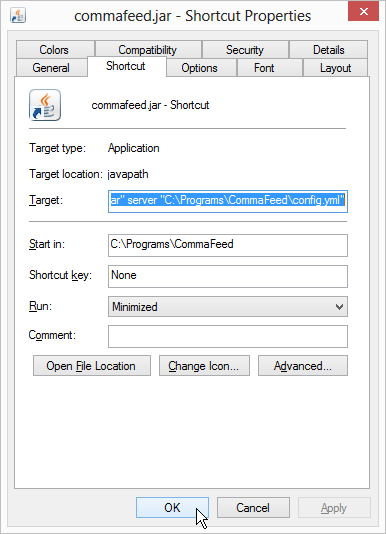 commafeed.jar - Shortcut Properties
Colors Compatibility Security Details
General Shortcut Options Font Layout
commafeed.jar - Shortcut
Target type: Application
Target location: javapath
Target: ar" server "C:\Programs\CommaFeed\config.yml"
Start in: C:\Programs\CommaFeed
Shortcut key: None
Run: Minimized
Comment:
Open File Location Change Icon... Advanced...
OK Cancel Apply